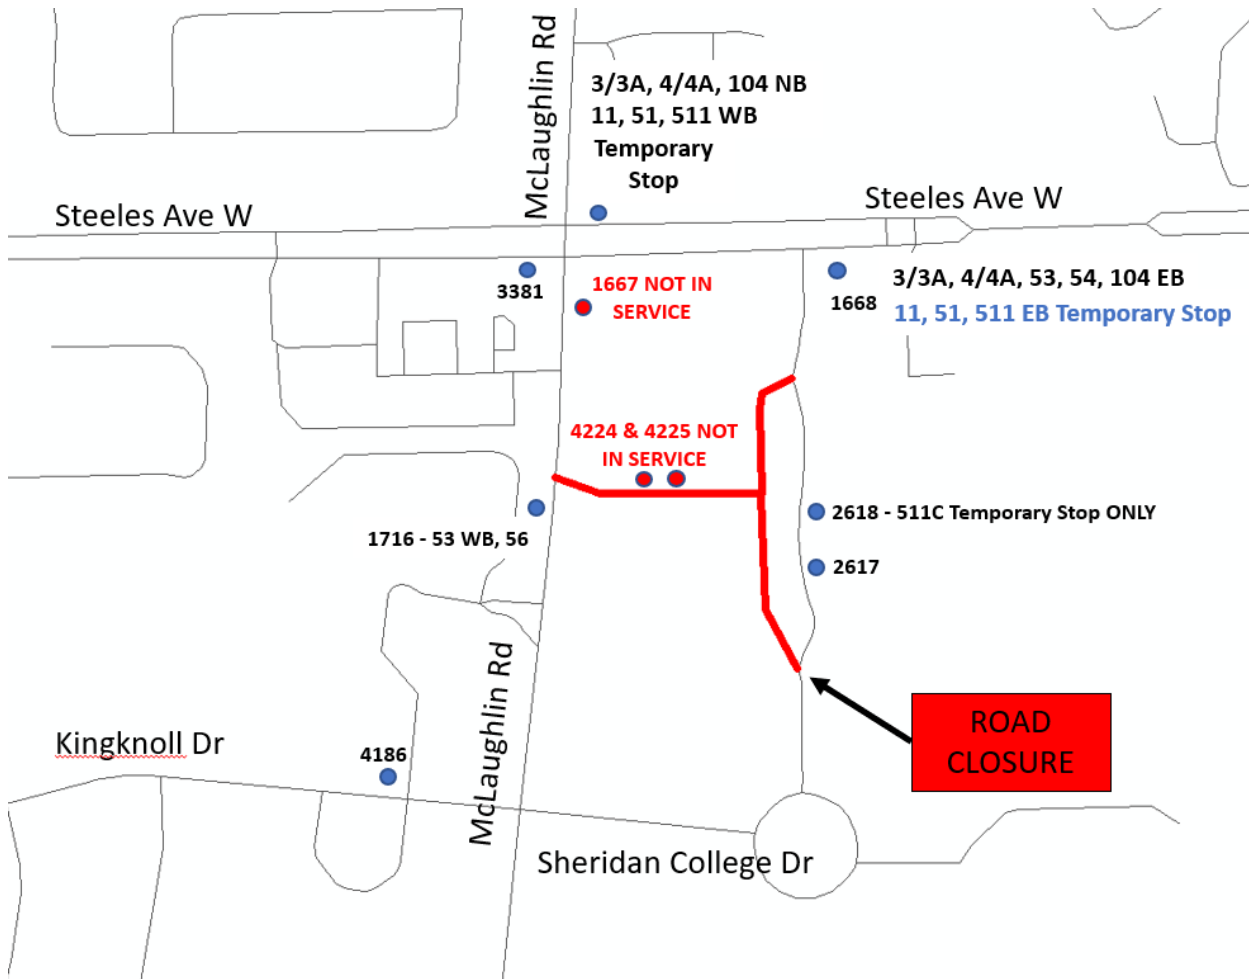 McLaughlin Rd
3/3A, 4/4A, 104 NB
11, 51, 511 WB
Temporary
Stop
Steeles Ave W
Steeles Ave W
3381
1667 NOT IN
SERVICE
1668
3/3A, 4/4A, 53, 54, 104 EB
11, 51, 511 EB Temporary Stop
4224 & 4225 NOT
IN SERVICE
1716 - 53 WB, 56
2618 - 511C Temporary Stop ONLY
2617
McLaughlin Rd
ROAD
CLOSURE
Kingknoll Dr
4186
Sheridan College Dr